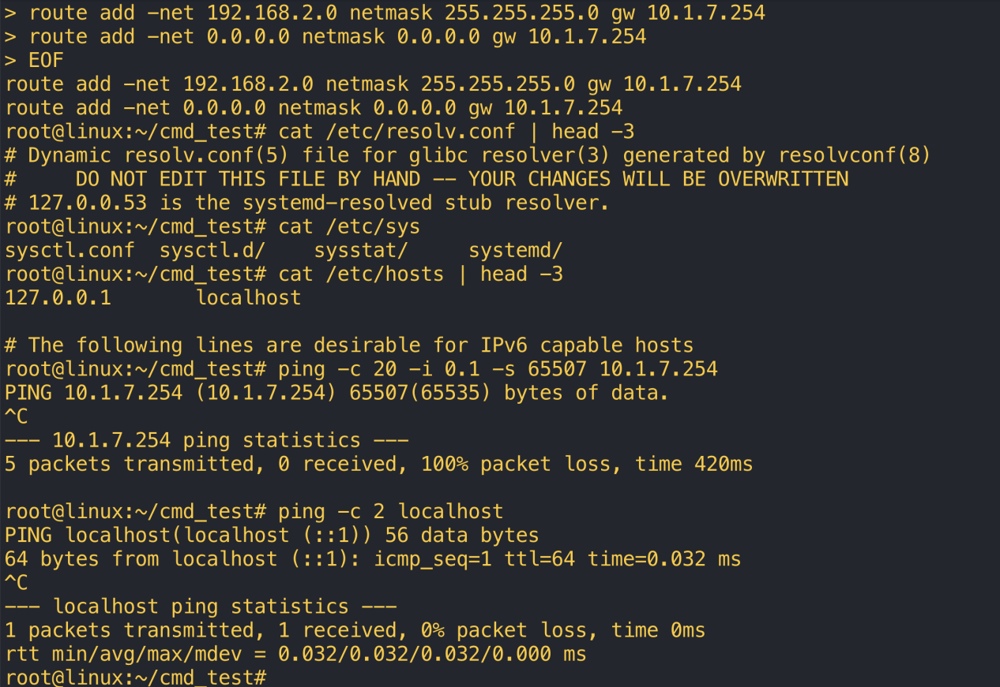 > route add -net 192.168.2.0 netmask 255.255.255.0 gw 10.1.7.254
> route add -net 0.0.0.0 netmask 0.0.0.0 gw 10.1.7.254
> EOF
route add -net 192.168.2.0 netmask 255.255.255.0 gw 10.1.7.254
route add -net 0.0.0.0 netmask 0.0.0.0 gw 10.1.7.254
root@linux:~/cmd_test# cat /etc/resolv.conf | head -3
# Dynamic resolv.conf(5) file for glibc resolver(3) generated by resolvconf(8)
#     DO NOT EDIT THIS FILE BY HAND -- YOUR CHANGES WILL BE OVERWRITTEN
# 127.0.0.53 is the systemd-resolved stub resolver.
root@linux:~/cmd_test# cat /etc/sys
sysctl.conf  sysctl.d/    sysstat/     systemd/
root@linux:~/cmd_test# cat /etc/hosts | head -3
127.0.0.1       localhost

# The following lines are desirable for IPv6 capable hosts
root@linux:~/cmd_test# ping -c 20 -i 0.1 -s 65507 10.1.7.254
PING 10.1.7.254 (10.1.7.254) 65507(65535) bytes of data.
^C
--- 10.1.7.254 ping statistics ---
5 packets transmitted, 0 received, 100% packet loss, time 420ms

root@linux:~/cmd_test# ping -c 2 localhost
PING localhost(localhost (::1)) 56 data bytes
64 bytes from localhost (::1): icmp_seq=1 ttl=64 time=0.032 ms
^C
--- localhost ping statistics ---
1 packets transmitted, 1 received, 0% packet loss, time 0ms
rtt min/avg/max/mdev = 0.032/0.032/0.032/0.000 ms
root@linux:~/cmd_test#